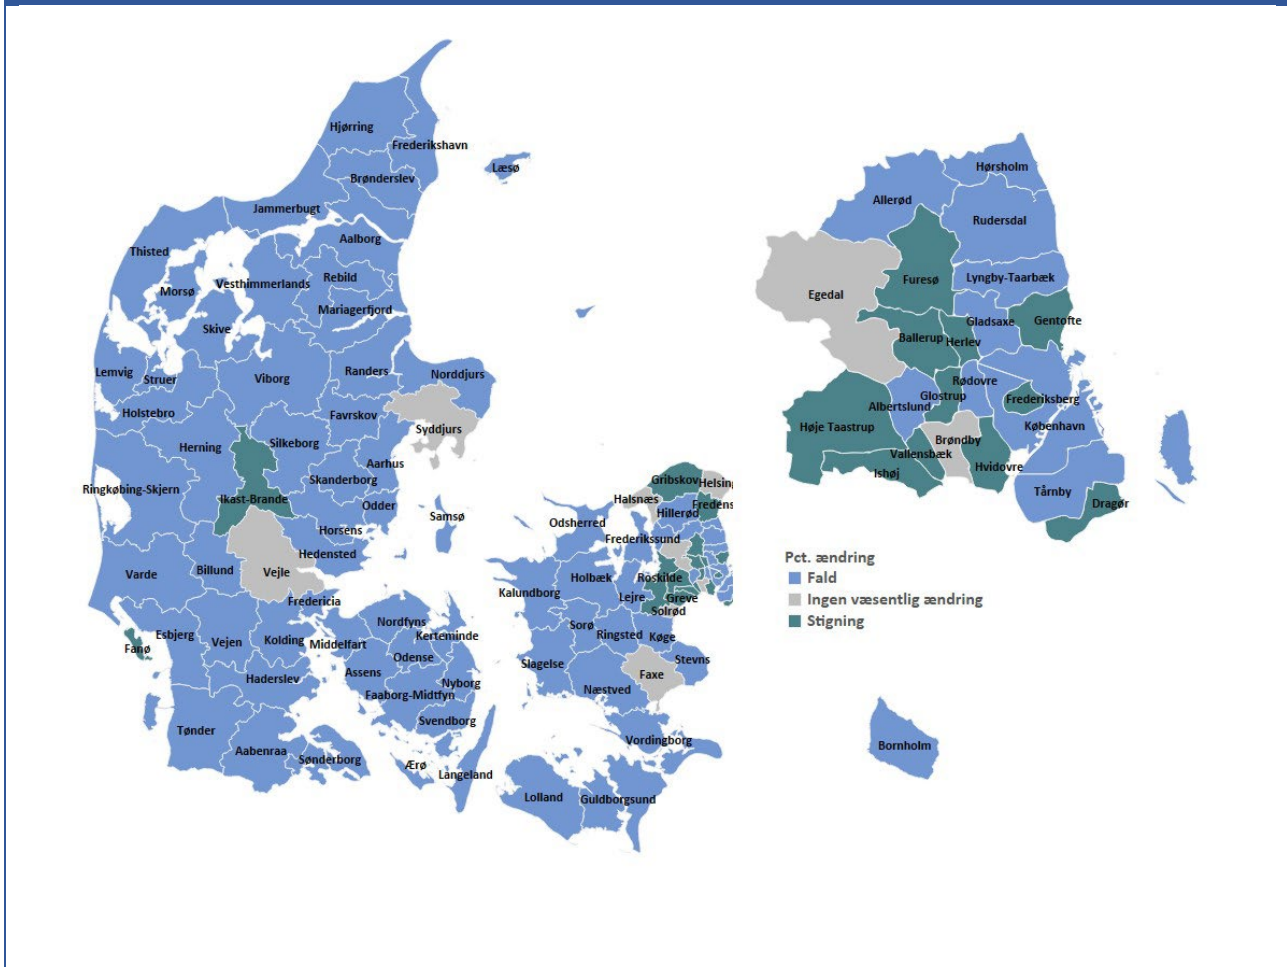 Hjørring
Frederikshavn
Læsø
Brønderslev
Jammerbugt
Aalborg
Thisted
Rebild
Vesthimmerlands
Morsø
Mariagerfjord
Skive
Lemvig
Struer
Viborg
Randers
Norddjurs
Holstebro
Favrskov
Syddjurs
Herning
Silkeborg
Aarhus
Skanderborg
Ringkøbing-Skjern
Ikast-Brande
Odder
Samsø
Horsens
Hedensted
Varde
Billund
Vejle
Fredericia
Esbjerg
Fanø
Vejen
Kolding
Middelfart
Nordfyns
Kerteminde
Odense
Haderslev
Assens
Nyborg
Faaborg-Midtfyn
Svendborg
Tønder
Aabenraa
Sønderborg
Ærø
Langeland
Gribskov
Helsing
Halsnæs
Fredens
Hillerød
Odsherred
Frederikssund
Holbæk
Roskilde
Kalundborg
Lejre
Greve
Solrød
Sorø
Ringsted
Køge
Slagelse
Stevns
Faxe
Næstved
Vordingborg
Lolland
Guldborgsund
Hørsholm
Allerød
Rudersdal
Lyngby-Taarbæk
Egedal
Furesø
Gladsaxe
Gentofte
Ballerup
Herlev
Rødovre
Glostrup
Albertslund
Frederiksberg
København
Høje Taastrup
Brøndby
Vallensbæk
Hvidovre
Ishøj
Tårnby
Dragør
Pct. ændring
Fald
Ingen væsentlig ændring
Stigning
Bornholm